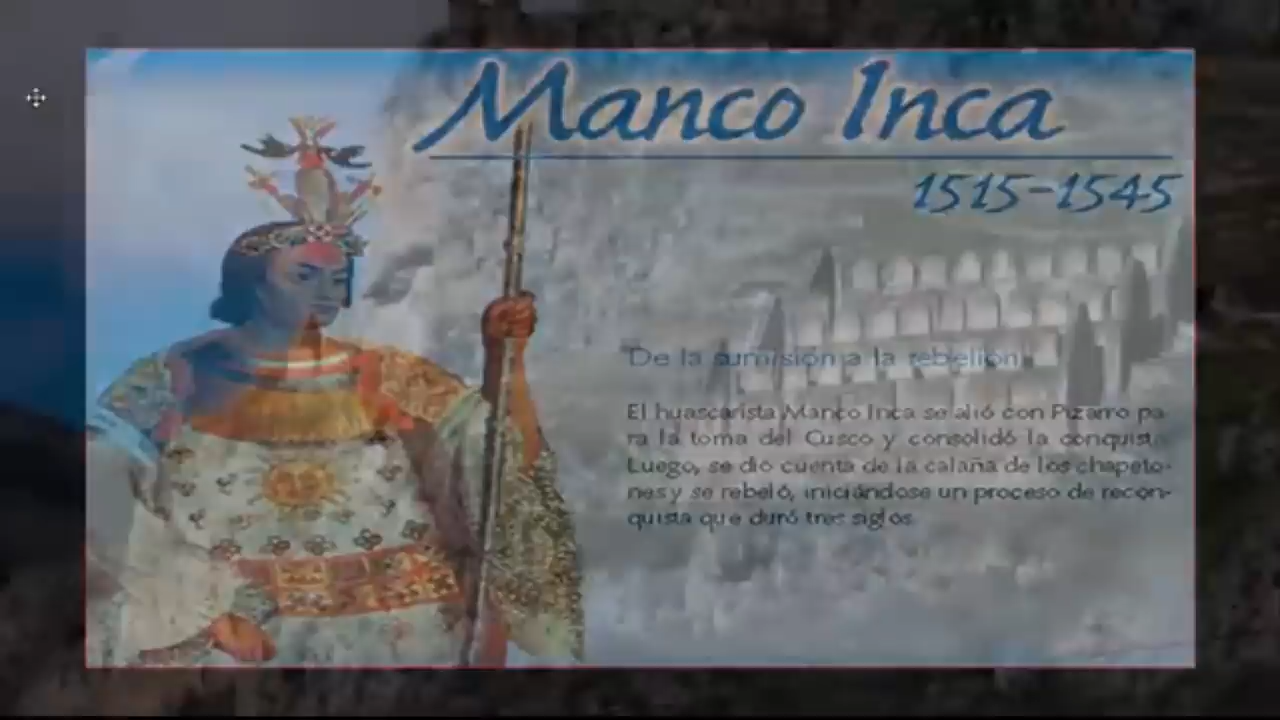 Manco Inca
1515-1545
De la sumisión a la rebelión
El huascarista Manco Inca se alió con Pizarro pa-
ra la toma del Cusco y consolidó la conquista
Luego, se dio cuenta de la calaña de los chapeto-
nes y se rebeló, iniciándose un proceso de recon-
quista que duró tres siglos.